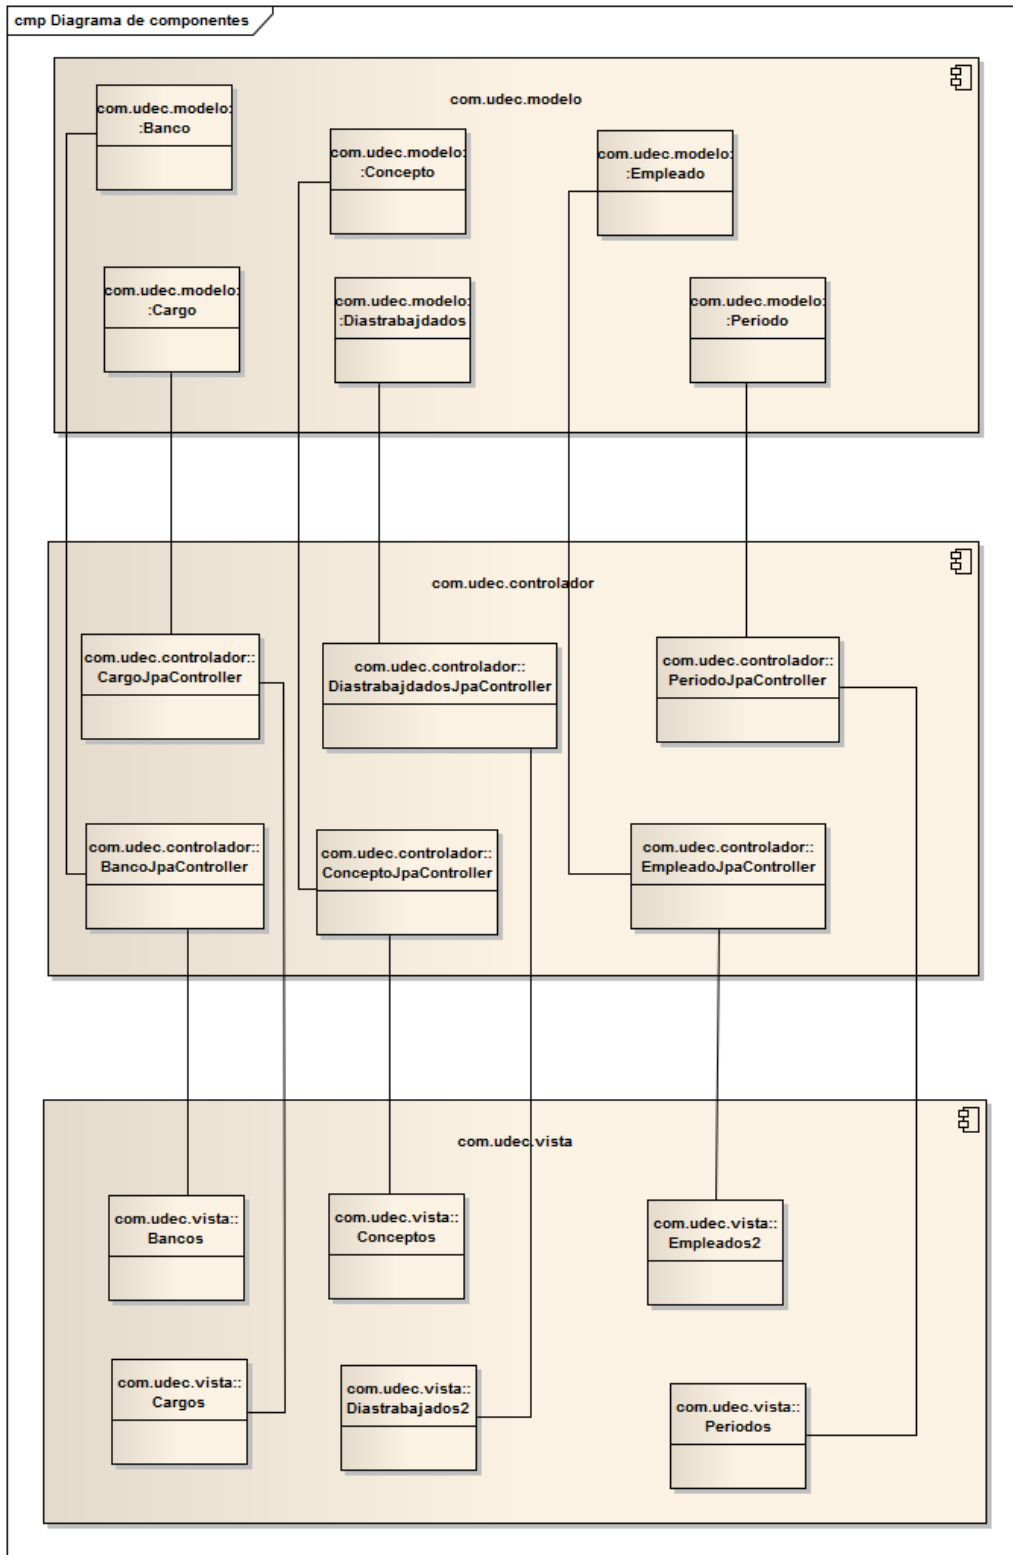 cmp Diagrama de componentes
com.udec.modelo
com.udec.modelo:
:Banco
com.udec.modelo:
:Concepto
com.udec.modelo:
:Empleado
com.udec.modelo:
:Cargo
com.udec.modelo:
:Diastrabajdados
com.udec.modelo:
:Periodo
com.udec.controlador
com.udec.controlador::
CargoJpaController
com.udec.controlador::
DiastrabajdadosJpaController
com.udec.controlador::
PeriodoJpaController
com.udec.controlador::
BancoJpaController
com.udec.controlador::
ConceptoJpaController
com.udec.controlador::
EmpleadoJpaController
com.udec.vista
com.udec.vista::
Bancos
com.udec.vista::
Conceptos
com.udec.vista::
Empleados2
com.udec.vista::
Cargos
com.udec.vista::
Diastrabajados2
com.udec.vista::
Periodos